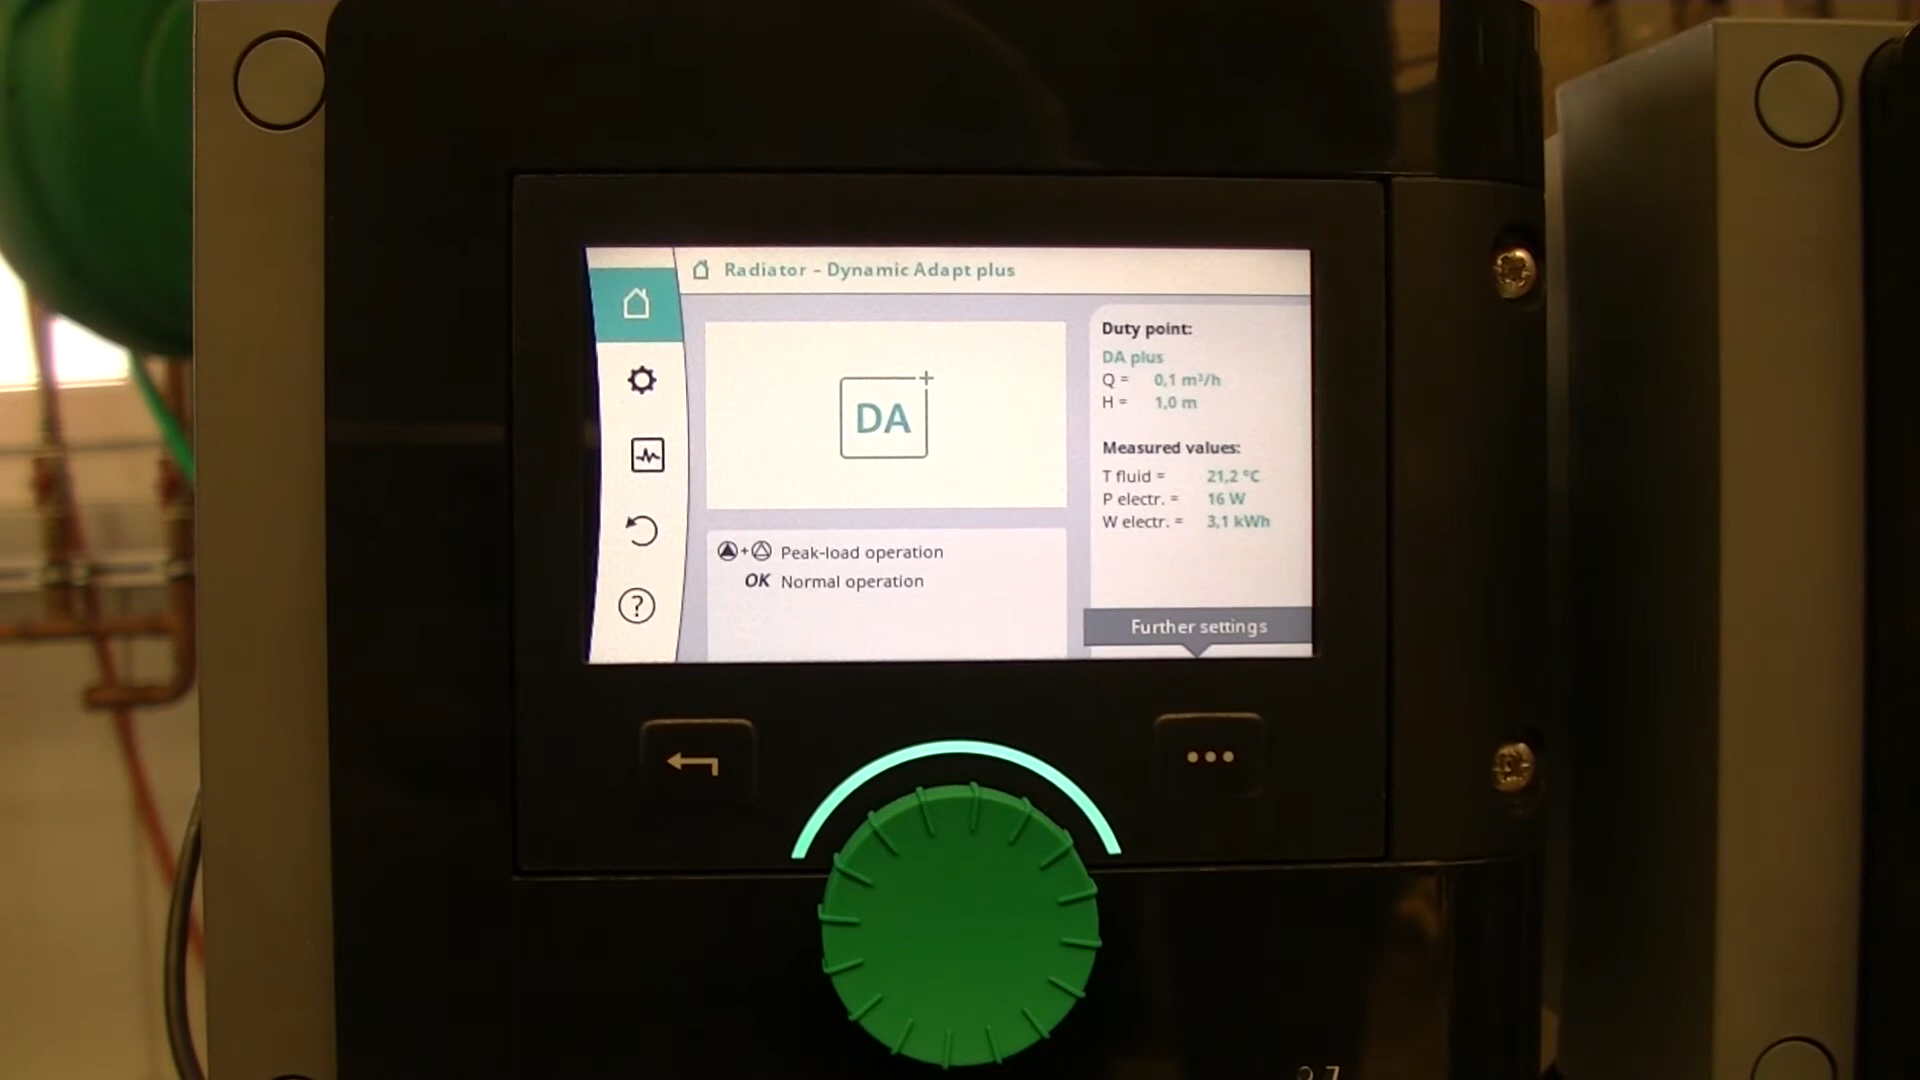 Radiator – Dynamic Adapt plus
DA
Duty point:
DA plus
Q = 0,1 m³/h
H = 1,0 m
Measured values:
T fluid = 21,2 °C
P electr. = 16 W
W electr. = 3,1 kWh
+ Peak-load operation
OK Normal operation
Further settings